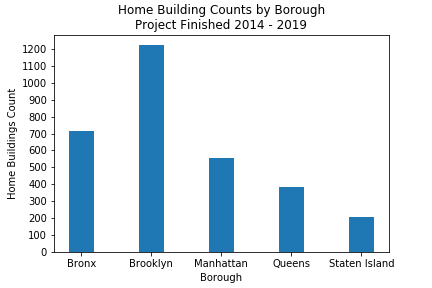 Home Building Counts by Borough
Project Finished 2014 - 2019
1200
1100
1000
900
800
700
600
500
400
300
200
100
0
Home Buildings Count
Bronx Brooklyn Manhattan Queens Staten Island
Borough